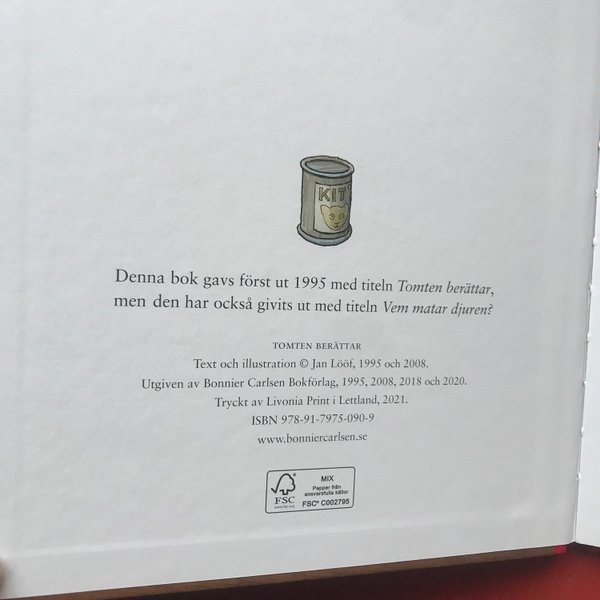 KIT
Denna bok gavs först ut 1995 med titeln Tomten berättar,
men den har också givits ut med titeln Vem matar djuren?
TOMTEN BERÄTTAR
Text och illustration © Jan Lööf, 1995 och 2008.
Utgiven av Bonnier Carlsen Bokförlag, 1995, 2008, 2018 och 2020.
Tryckt av Livonia Print i Lettland, 2021.
ISBN 978-91-7975-090-9
www.bonniercarlsen.se
FSC
www.fsc.org
MIX
Papper från
ansvarsfulla källor
FSC® C002795